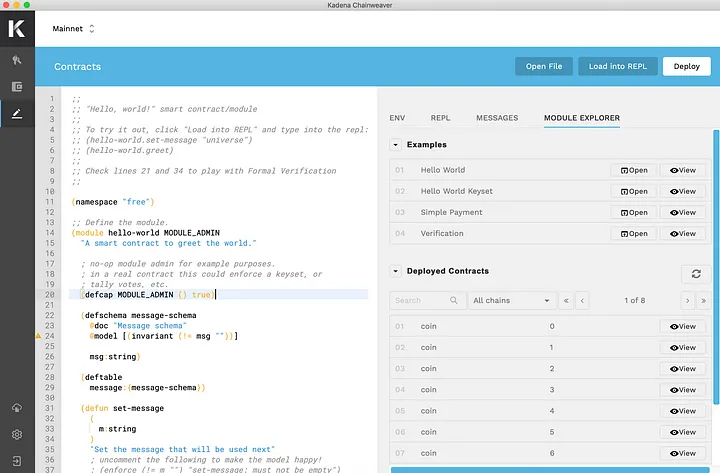 Kadena Chainweaver
K
Mainnet
Contracts
Open File
Load into REPL
Deploy
1 ;;
2 ;; "Hello, world!" smart contract/module
3 ;;
4 ;; To try it out, click "Load into REPL" and type into the repl:
5 ;; (hello-world.set-message "universe")
6 ;; (hello-world.greet)
7 ;;
8 ;; Check lines 21 and 34 to play with Formal Verification
9 ;;
10
11 (namespace "free")
12
13 ;; Define the module.
14 (module hello-world MODULE_ADMIN
15 "A smart contract to greet the world."
16
17 ; no-op module admin for example purposes.
18 ; in a real contract this could enforce a keyset, or
19 ; tally votes, etc.
20 (defcap MODULE_ADMIN () true)
21
22 (defschema message-schema
23 @doc "Message schema"
24 @model [(invariant (!= msg ""))]
25
26 msg:string)
27
28 (deftable
29 message:{message-schema})
30
31 (defun set-message
32 (
33 m:string
34 )
35 "Set the message that will be used next"
36 ; uncomment the following to make the model happy!
37 ; (enforce (!= m "") "set-message: must not be empty")
ENV
REPL
MESSAGES
MODULE EXPLORER
Examples
01 Hello World Open View
02 Hello World Keyset Open View
03 Simple Payment Open View
04 Verification Open View
Deployed Contracts
Search
All chains
« ‹ 1 of 8 › »
01 coin 0 View
02 coin 1 View
03 coin 2 View
04 coin 3 View
05 coin 4 View
06 coin 5 View
07 coin 6 View